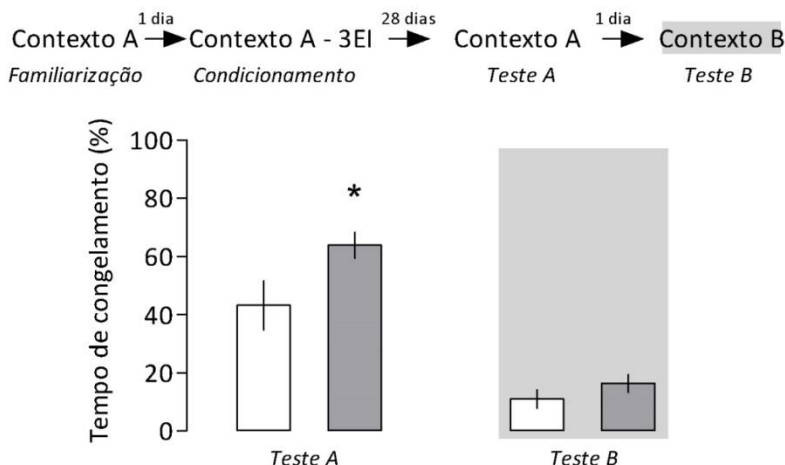 1 dia 28 dias 1 dia
Contexto A Contexto A - 3EI Contexto A Contexto B
Familiarização Condicionamento Teste A Teste B
Tempo de congelamento (%)
100
80
60
40
20
0
*
Teste A Teste B